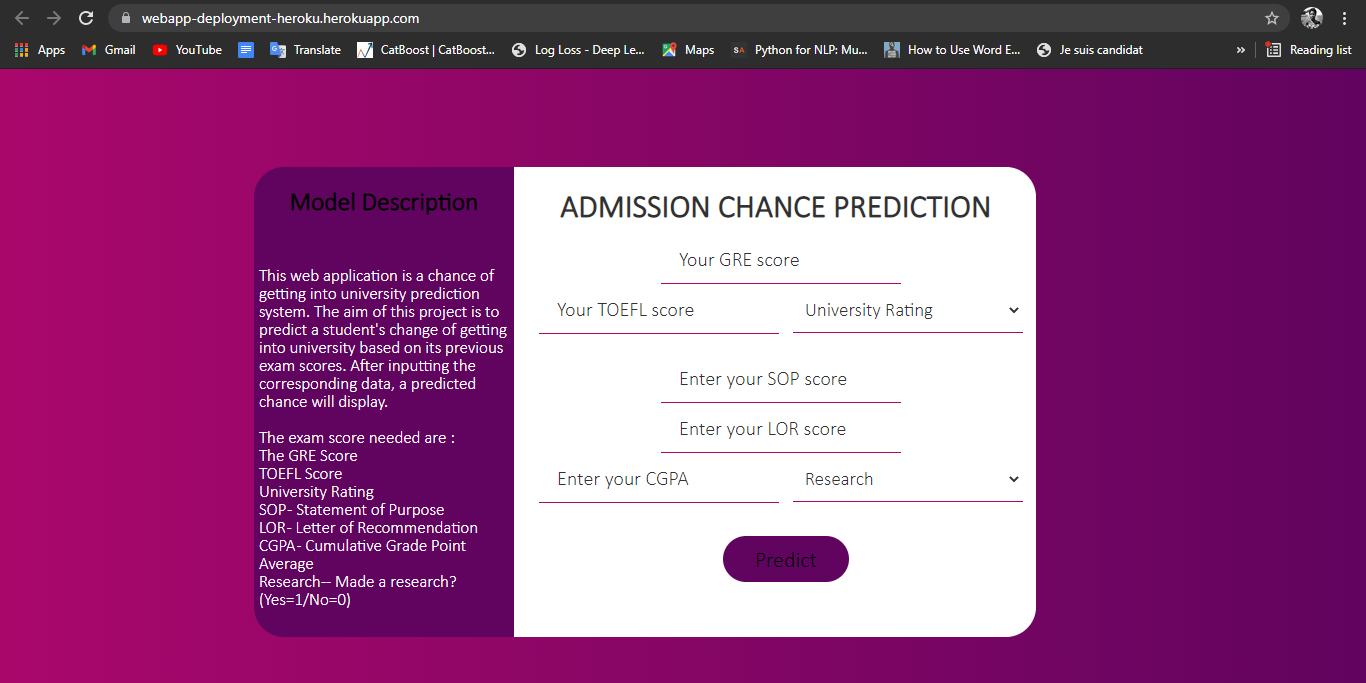 webapp-deployment-heroku.herokuapp.com
Apps Gmail YouTube Translate CatBoost | CatBoost... Log Loss - Deep Le... SA Python for NLP: Mu... How to Use Word E... Je suis candidat » Reading list
Model Description
This web application is a chance of
getting into university prediction
system. The aim of this project is to
predict a student's change of getting
into university based on its previous
exam scores. After inputting the
corresponding data, a predicted
chance will display.
The exam score needed are :
The GRE Score
TOEFL Score
University Rating
SOP- Statement of Purpose
LOR- Letter of Recommendation
CGPA- Cumulative Grade Point
Average
Research-- Made a research?
(Yes=1/No=0)
ADMISSION CHANCE PREDICTION
Your GRE score
Your TOEFL score University Rating
Enter your SOP score
Enter your LOR score
Enter your CGPA Research
Predict